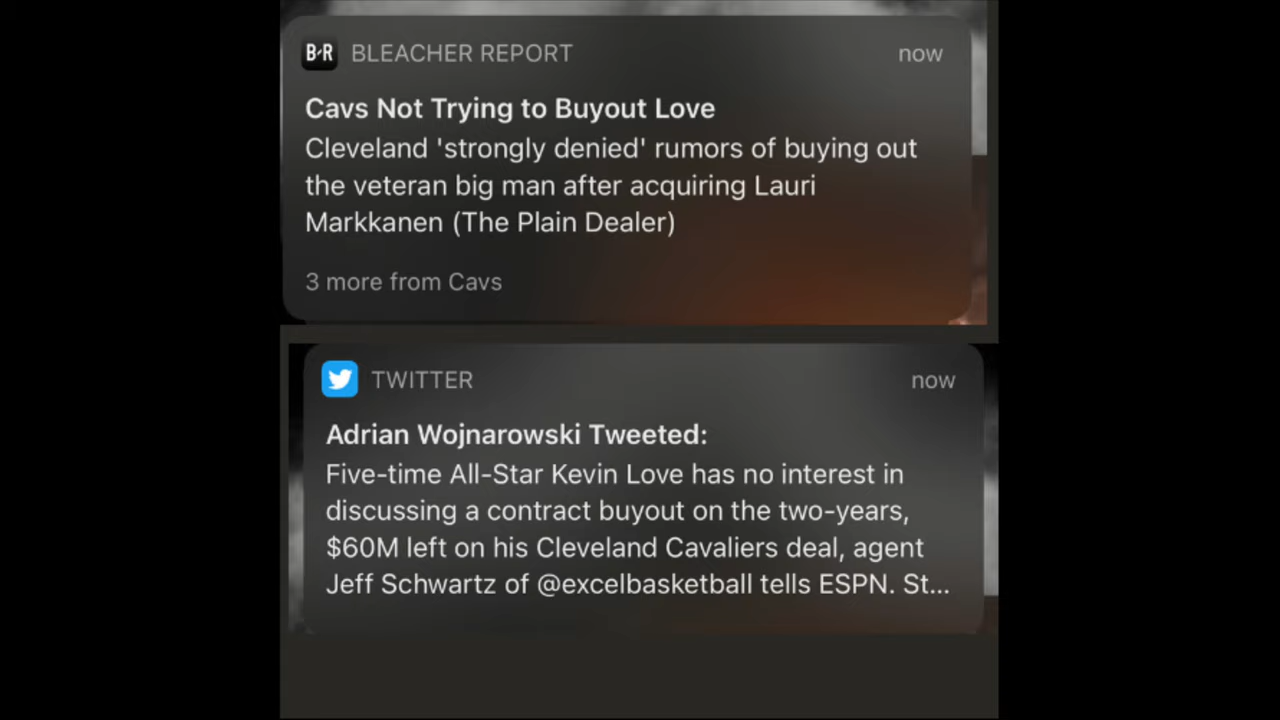 B/R BLEACHER REPORT now
Cavs Not Trying to Buyout Love
Cleveland 'strongly denied' rumors of buying out
the veteran big man after acquiring Lauri
Markkanen (The Plain Dealer)
3 more from Cavs
TWITTER now
Adrian Wojnarowski Tweeted:
Five-time All-Star Kevin Love has no interest in
discussing a contract buyout on the two-years,
$60M left on his Cleveland Cavaliers deal, agent
Jeff Schwartz of @excelbasketball tells ESPN. St...